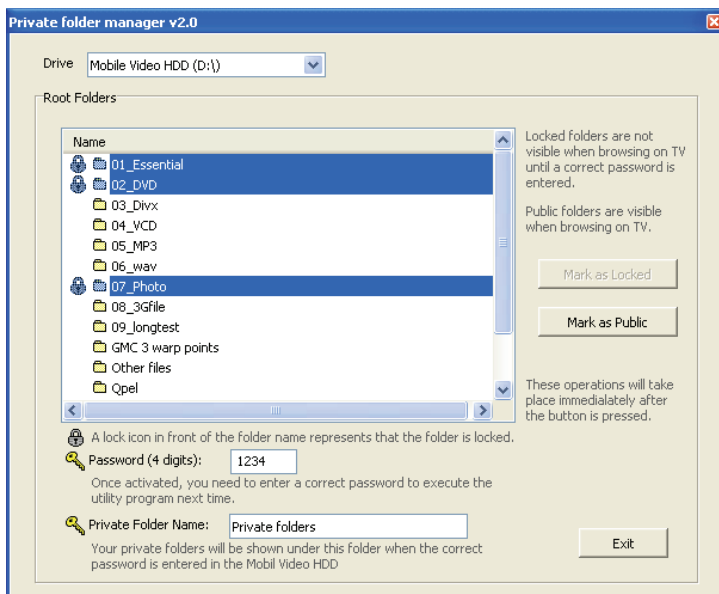 Private folder manager v2.0
Drive
Mobile Video HDD (D:\)
Root Folders
Name
01_Essential
02_DVD
03_Divx
04_VCD
05_MP3
06_wav
07_Photo
08_3Gfile
09_longtest
GMC 3 warp points
Other files
Qpel
Locked folders are not
visible when browsing on TV
until a correct password is
entered.
Public folders are visible
when browsing on TV.
Mark as Locked
Mark as Public
These operations will take
place immedialately after
the button is pressed.
A lock icon in front of the folder name represents that the folder is locked.
Password (4 digits):
1234
Once activated, you need to enter a correct password to execute the
utility program next time.
Private Folder Name:
Private folders
Your private folders will be shown under this folder when the correct
password is entered in the Mobil Video HDD
Exit